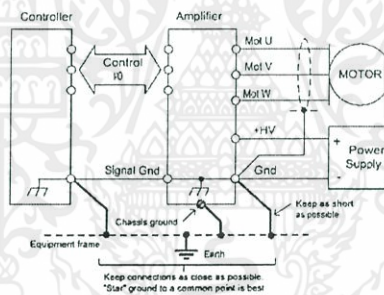 Controller
Amplifier
Control
I/O
Mot U
Mot V
Mot W
MOTOR
+HV
+
Power
Supply
-
Signal Gnd
Gnd
Keep as short
as possible
Chassis ground
Equipment frame
Earth
Keep connections as close as possible.
"Star" ground to a common point is best